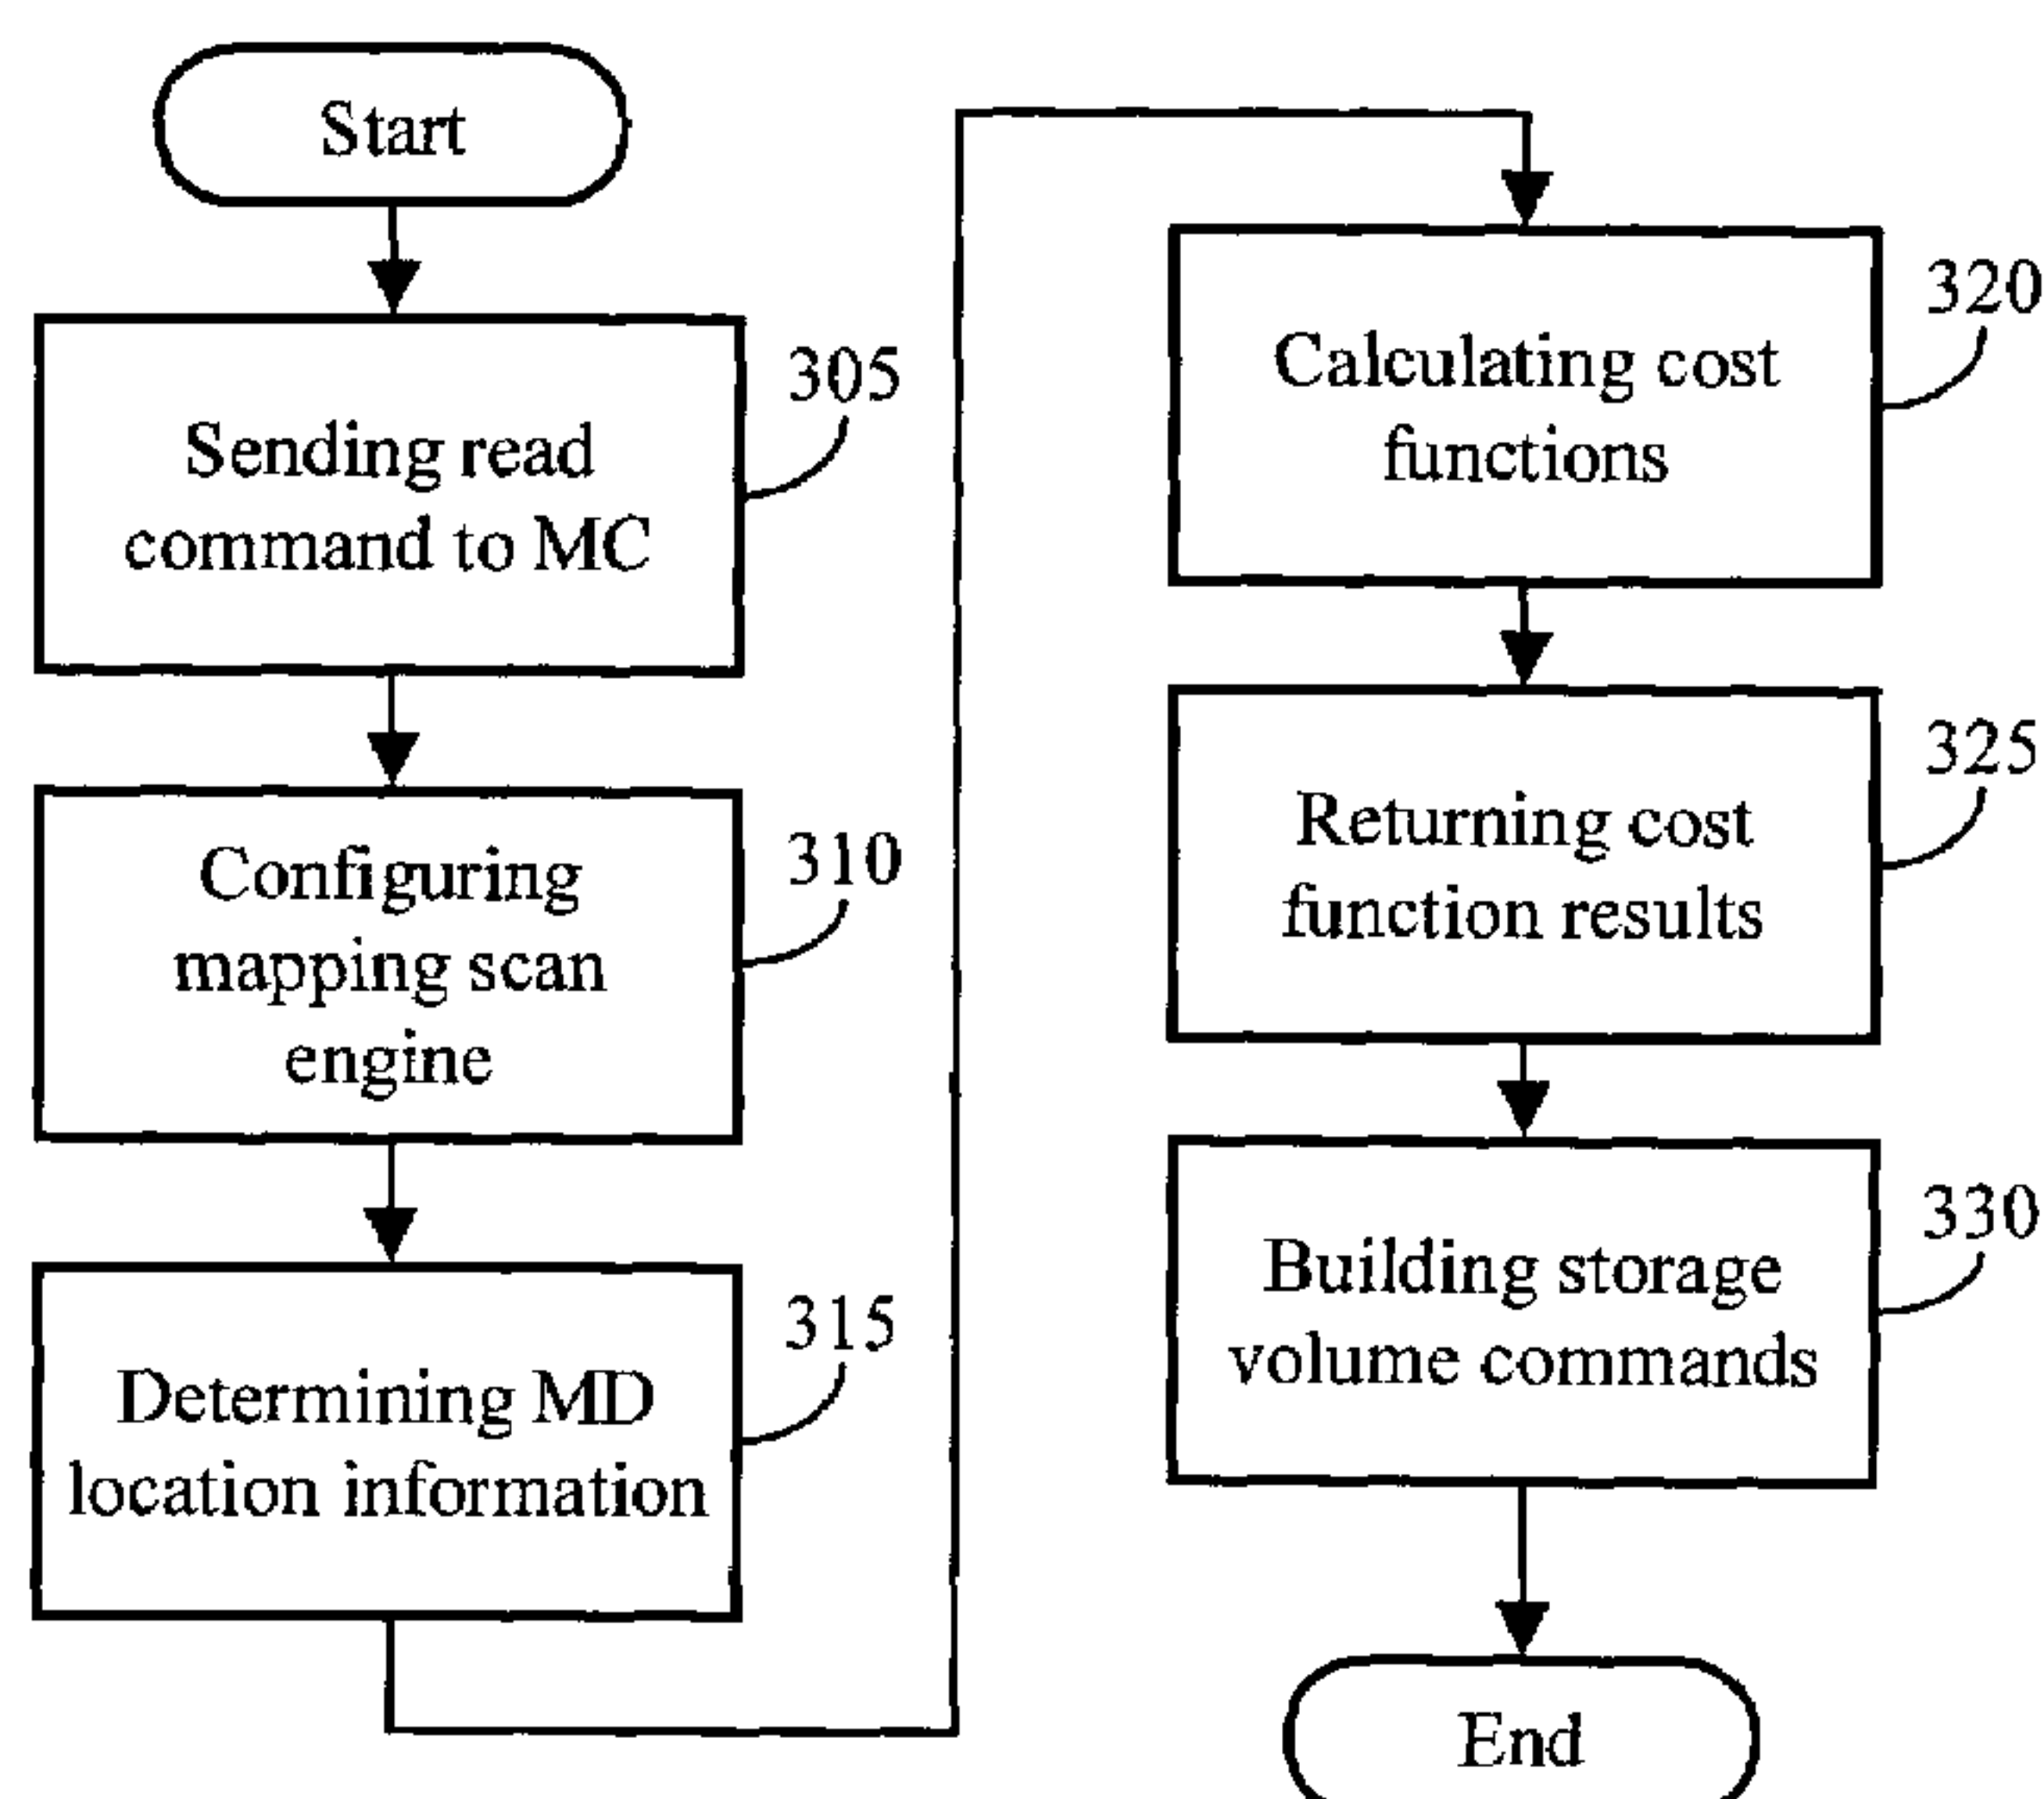 Start
305
Sending read
command to MC
310
Configuring
mapping scan
engine
315
Determining MD
location information
320
Calculating cost
functions
325
Returning cost
function results
330
Building storage
volume commands
End